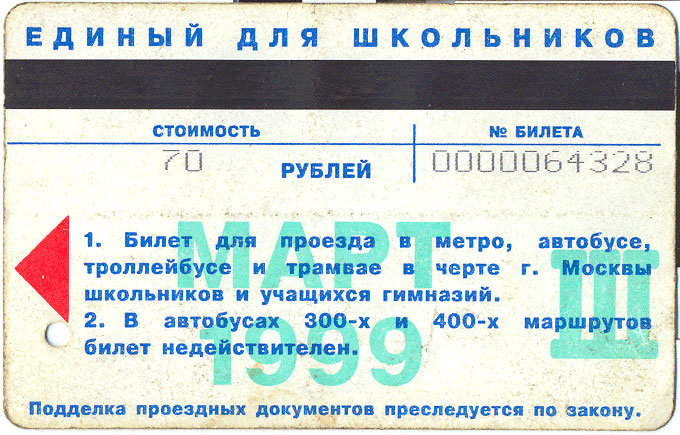 ЕДИНЫЙ ДЛЯ ШКОЛЬНИКОВ
СТОИМОСТЬ № БИЛЕТА
70 РУБЛЕЙ 0000064328
МАРТ
1999
III
1. Билет для проезда в метро, автобусе,
троллейбусе и трамвае в черте г. Москвы
школьников и учащихся гимназий.
2. В автобусах 300-х и 400-х маршрутов
билет недействителен.
Подделка проездных документов преследуется по закону.